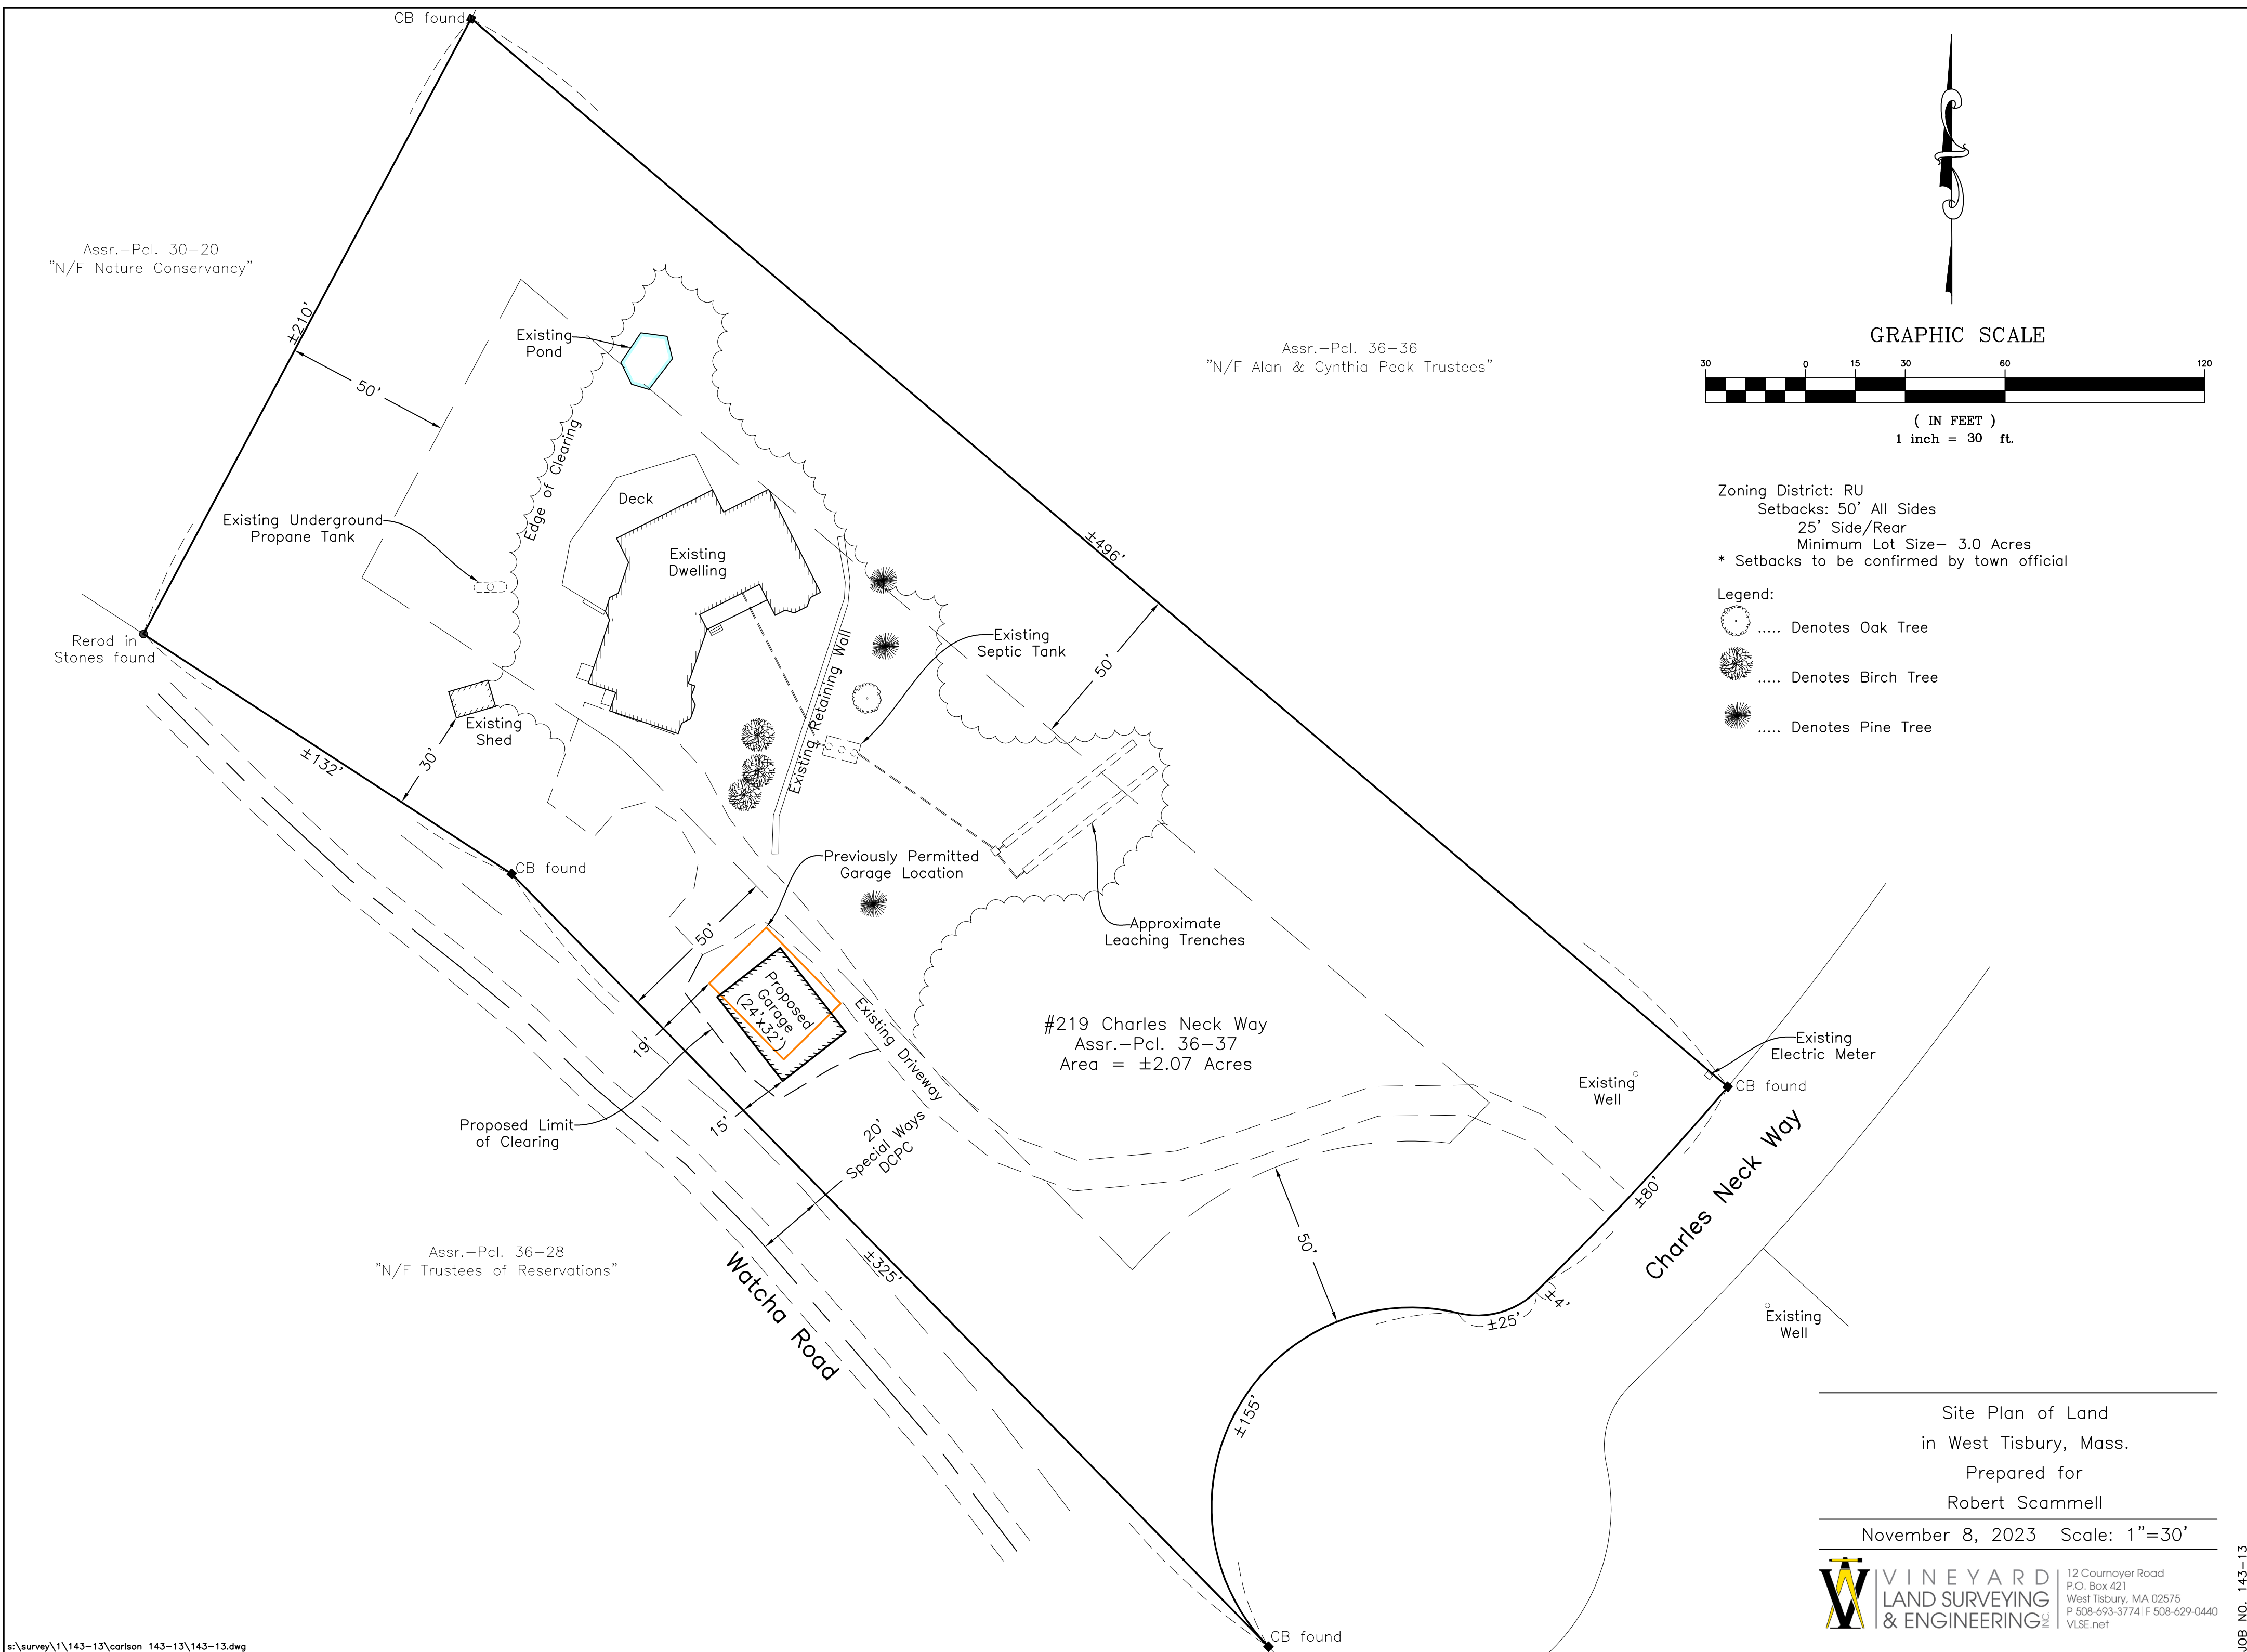 CB found
Assr.-Pcl. 30-20
"N/F Nature Conservancy"
±210'
50'
Existing
Pond
Edge of Clearing
Deck
Existing Underground
Propane Tank
Existing
Dwelling
Rerod in
Stones found
Existing
Shed
30'
±132'
CB found
Existing Retaining Wall
Existing
Septic Tank
±496'
50'
Assr.-Pcl. 36-36
"N/F Alan & Cynthia Peak Trustees"
GRAPHIC SCALE
30 0 15 30 60 120
( IN FEET )
1 inch = 30 ft.
Zoning District: RU
Setbacks: 50' All Sides
25' Side/Rear
Minimum Lot Size- 3.0 Acres
* Setbacks to be confirmed by town official
Legend:
..... Denotes Oak Tree
..... Denotes Birch Tree
..... Denotes Pine Tree
Previously Permitted
Garage Location
50'
Approximate
Leaching Trenches
Proposed
Garage
(24'x32')
Existing Driveway
19'
15'
Proposed Limit
of Clearing
20'
Special Ways
DCPC
#219 Charles Neck Way
Assr.-Pcl. 36-37
Area = ±2.07 Acres
Existing
Well
Existing
Electric Meter
CB found
Charles Neck Way
±80'
±4'
±25'
50'
±155'
Existing
Well
Assr.-Pcl. 36-28
"N/F Trustees of Reservations"
Watcha Road
±325'
CB found
Site Plan of Land
in West Tisbury, Mass.
Prepared for
Robert Scammell
November 8, 2023 Scale: 1"=30'
VINEYARD
LAND SURVEYING
& ENGINEERING INC.
12 Cournoyer Road
P.O. Box 421
West Tisbury, MA 02575
P 508-693-3774 F 508-629-0440
VLSE.net
JOB NO. 143-13
s:\survey\1\143-13\carlson 143-13\143-13.dwg